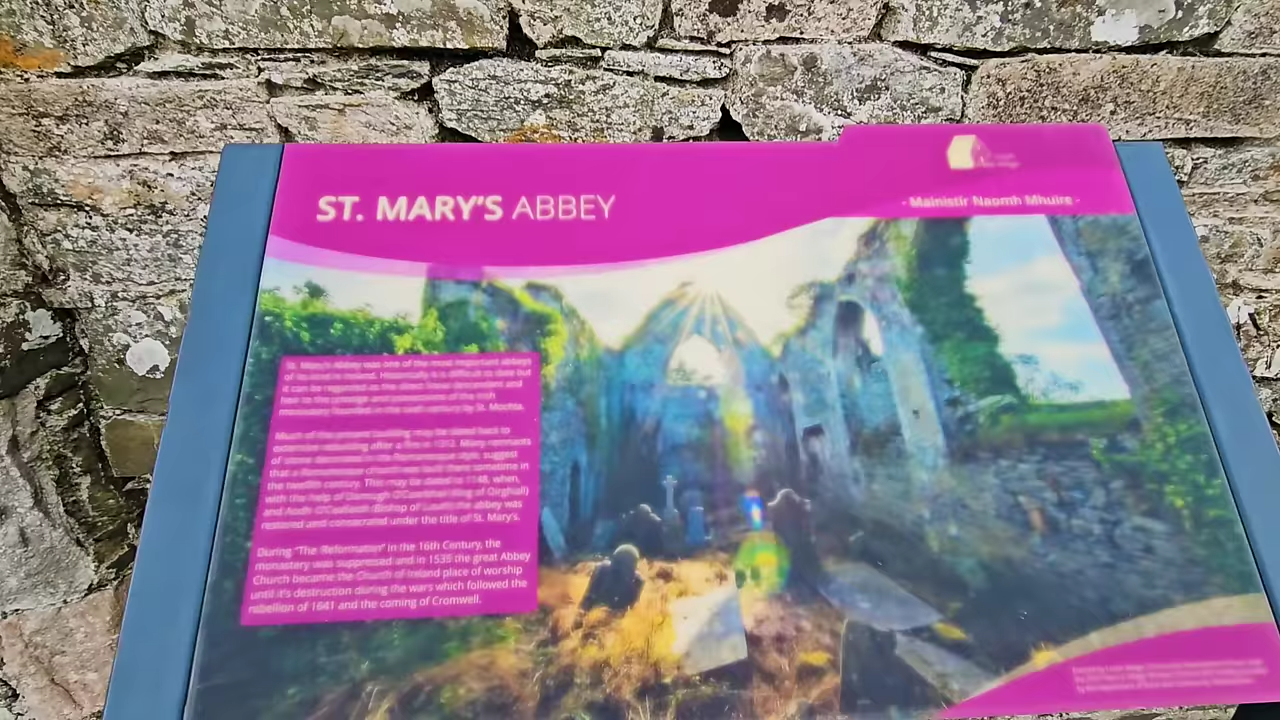 ST. MARY'S ABBEY
- Mainistir Naomh Mhuire -
St. Mary's Abbey was one of the most important abbeys
of its kind in Ireland. Historically it is difficult to date but
it can be regarded as the direct lineal descendant and
heir to the prestige and possessions of the Irish
monastery founded in the sixth century by St. Mochta.
Much of the present building may be dated back to
extensive rebuilding after a fire in 1312. Many remnants
of stone decorated in the Romanesque style, suggest
that a Romanesque church was built there sometime in
the twelfth century. This may be dated to 1148, when,
with the help of Donnugh O'Caerbhail (King of Oirghiall)
and Aodh O'Caellaidh (Bishop of Louth) the abbey was
restored and consecrated under the title of St. Mary's.
During "The Reformation" in the 16th Century, the
monastery was suppressed and in 1539 the great Abbey
Church became the Church of Ireland place of worship
until it's destruction during the wars which followed the
rebellion of 1641 and the coming of Cromwell.